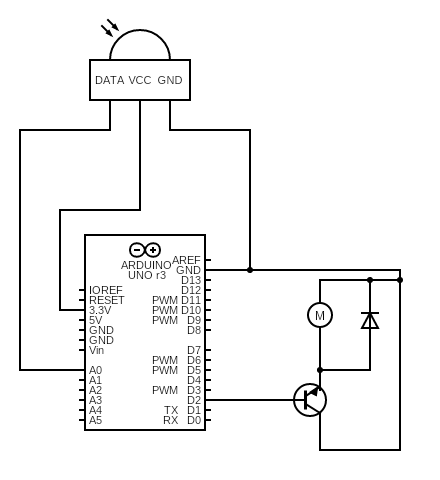 DATA VCC GND
ARDUINO
UNO r3
AREF
GND
D13
IOREF D12
RESET PWM D11
3.3V PWM D10
5V PWM D9
GND D8
GND
Vin D7
PWM D6
A0 PWM D5
A1 D4
A2 PWM D3
A3 D2
A4 TX D1
A5 RX D0
M